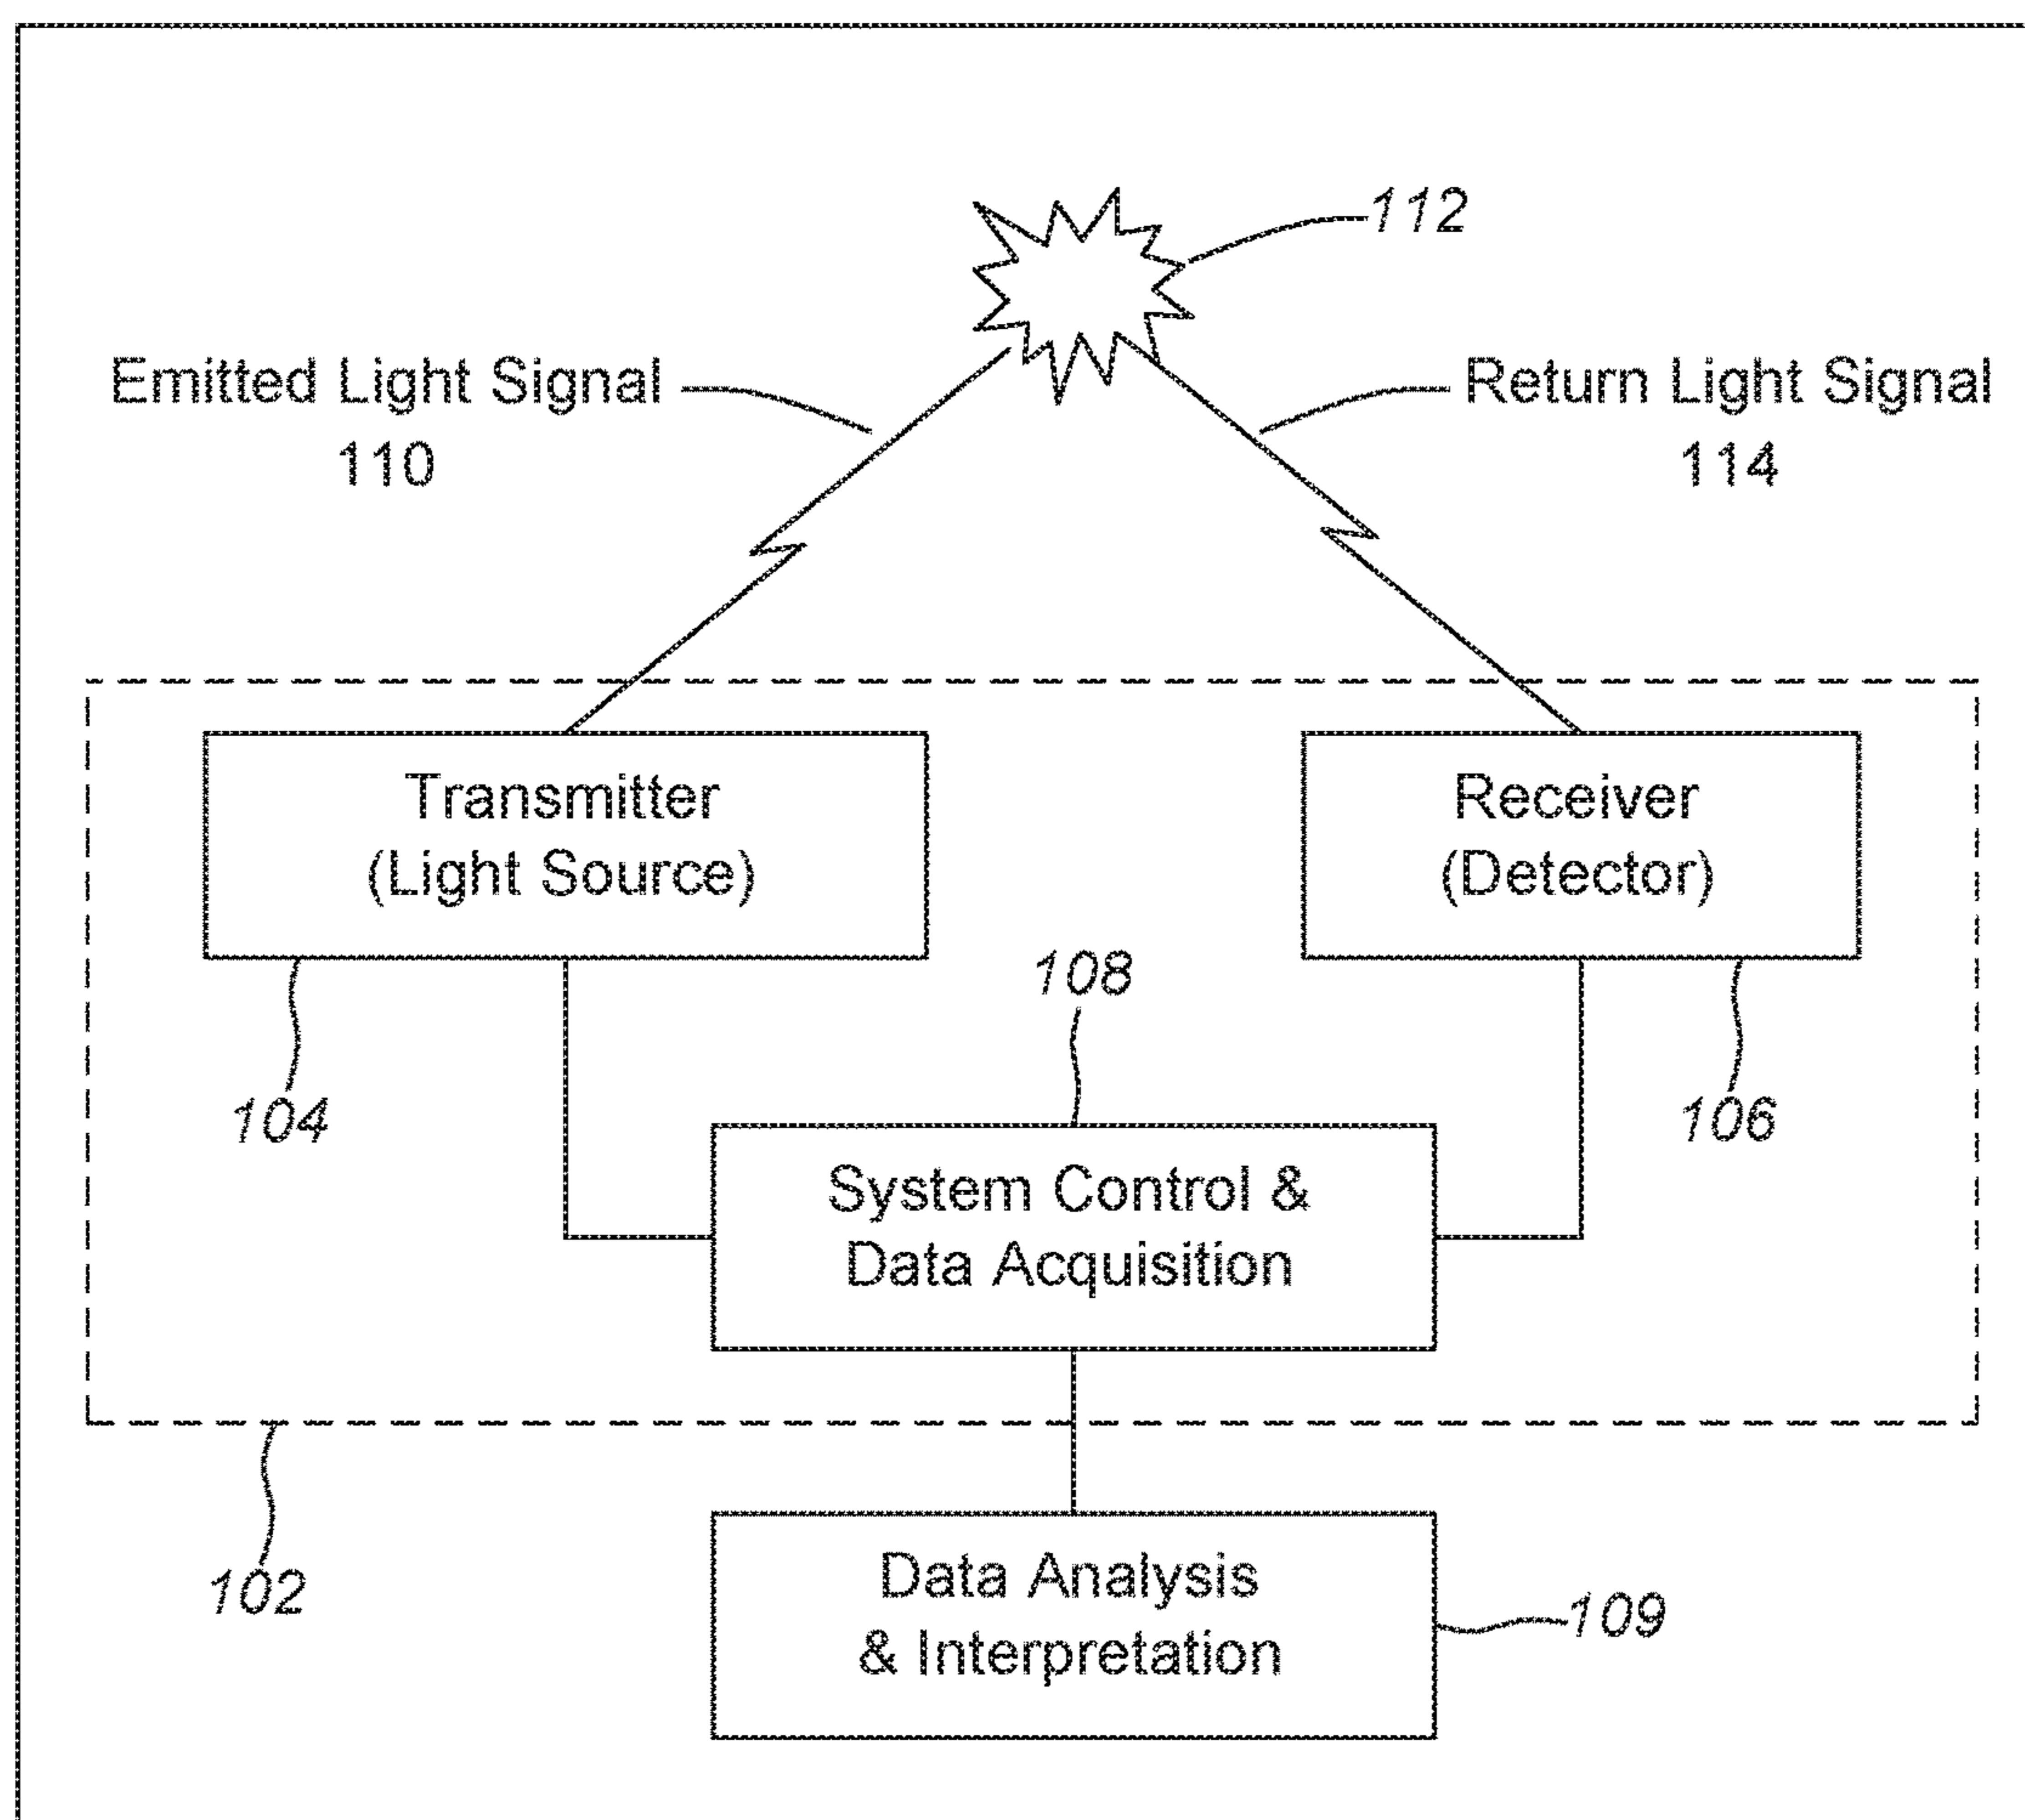 112
Emitted Light Signal
110
Return Light Signal
114
Transmitter
(Light Source)
Receiver
(Detector)
108
104
106
System Control &
Data Acquisition
102
Data Analysis
& Interpretation
109